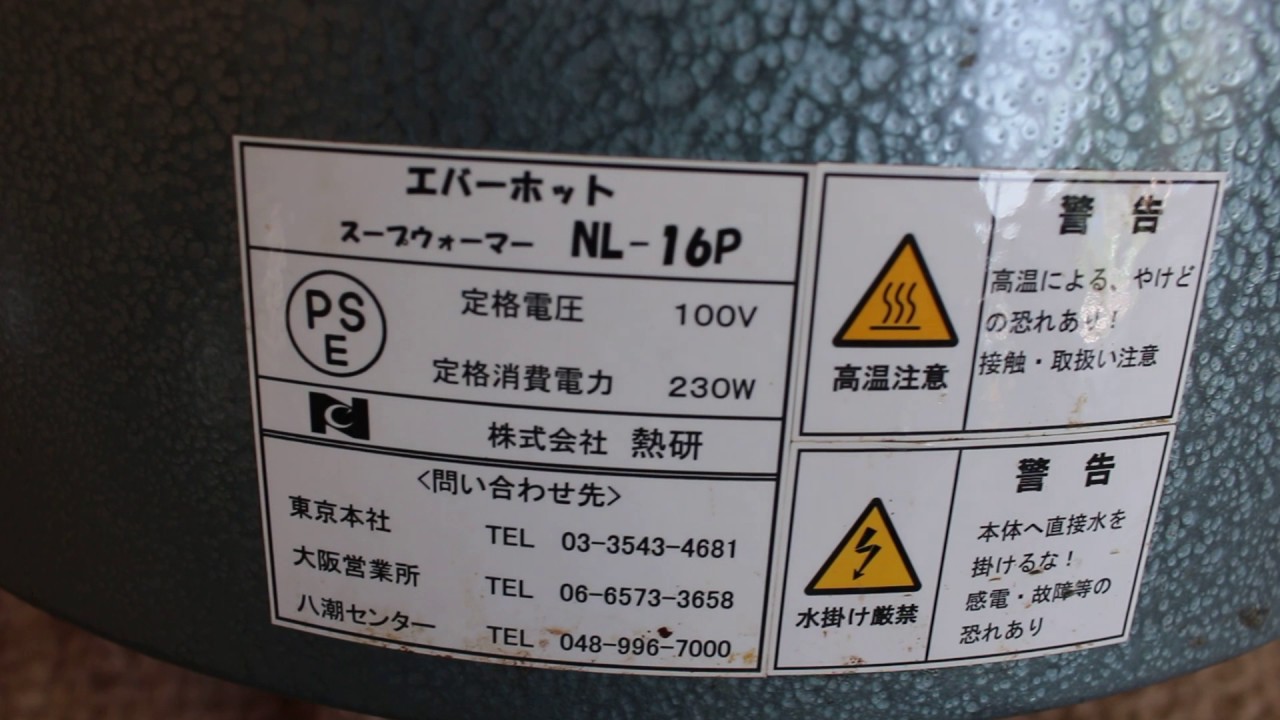 エバーホット
スープウォーマー NL-16P
PSE
定格電圧 100V
定格消費電力 230W
株式会社 熱研
<問い合わせ先>
東京本社 TEL 03-3543-4681
大阪営業所 TEL 06-6573-3658
八潮センター TEL 048-996-7000
高温注意
警告
高温による、やけど
の恐れあり!
接触・取扱い注意
水掛け厳禁
警告
本体へ直接水を
掛けるな!
感電・故障等の
恐れあり